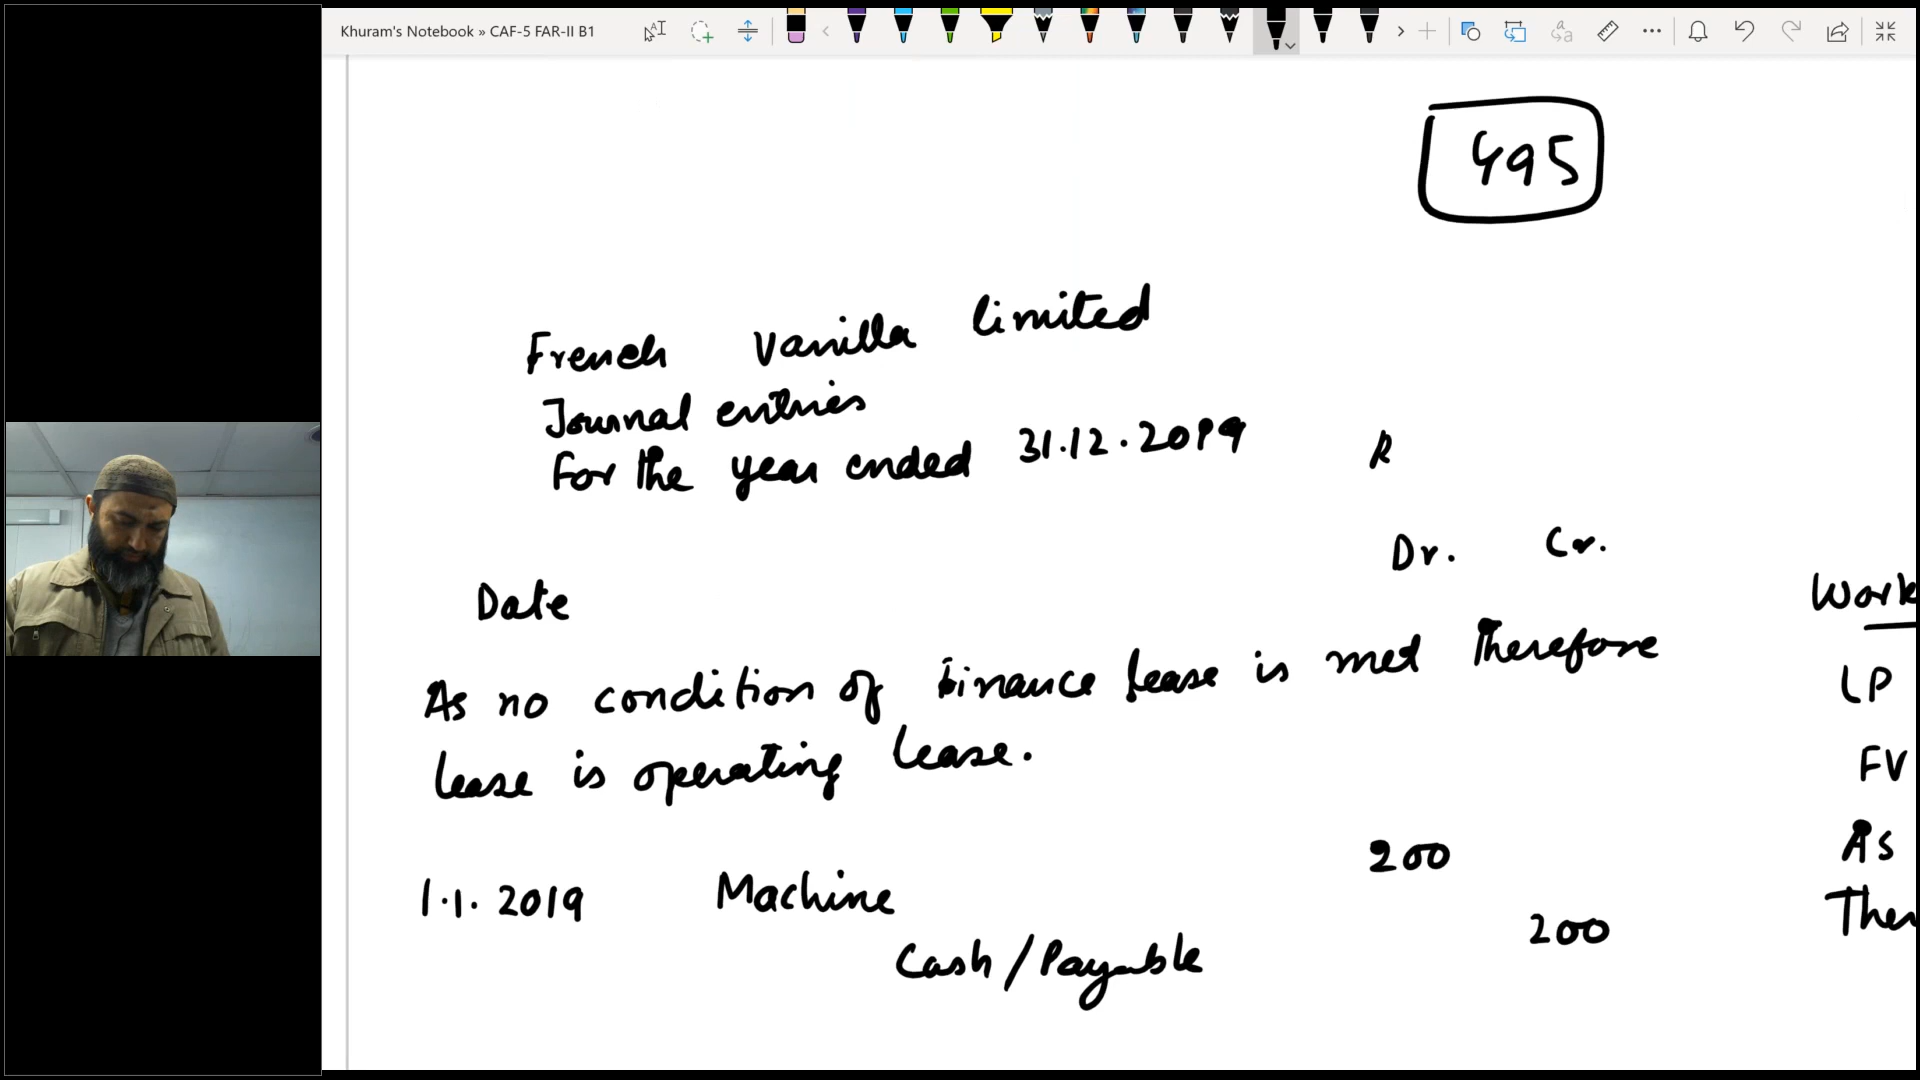 Khuram's Notebook » CAF-5 FAR-II B1
495
French Vanilla limited
Journal entries
For the year ended 31.12.2019
R
Dr. Cr.
Date
Work
As no condition of Finance lease is met Therefore
LP
lease is operating lease.
FV
As
1.1.2019 Machine 200
Ther
Cash/Payable 200